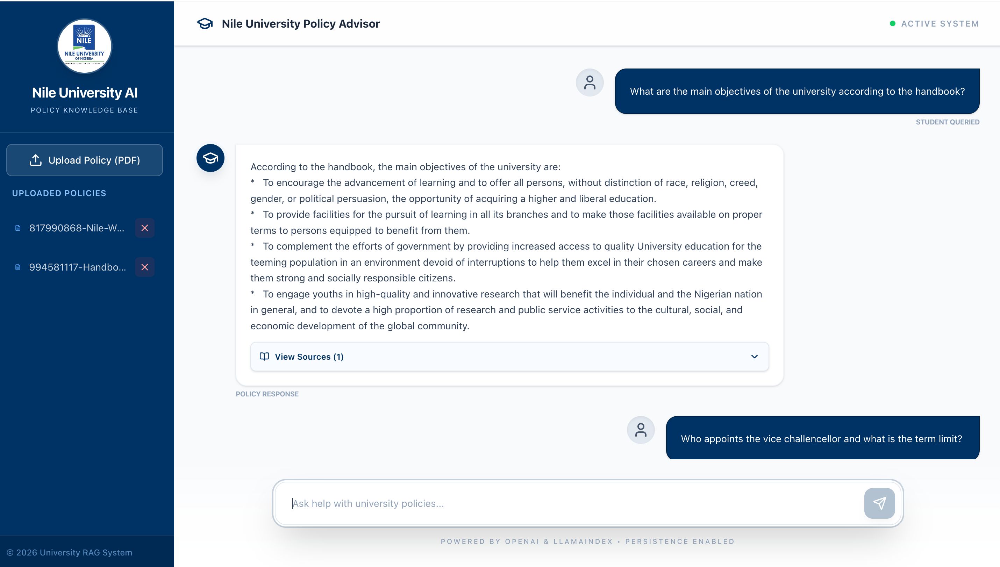 NILE
NILE UNIVERSITY
OF NIGERIA
HONORIS UNITED UNIVERSITIES
Nile University AI
POLICY KNOWLEDGE BASE
Upload Policy (PDF)
UPLOADED POLICIES
817990868-Nile-W...
994581117-Handbo...
© 2026 University RAG System
Nile University Policy Advisor
ACTIVE SYSTEM
What are the main objectives of the university according to the handbook?
STUDENT QUERIED
According to the handbook, the main objectives of the university are:
* To encourage the advancement of learning and to offer all persons, without distinction of race, religion, creed,
gender, or political persuasion, the opportunity of acquiring a higher and liberal education.
* To provide facilities for the pursuit of learning in all its branches and to make those facilities available on proper
terms to persons equipped to benefit from them.
* To complement the efforts of government by providing increased access to quality University education for the
teeming population in an environment devoid of interruptions to help them excel in their chosen careers and make
them strong and socially responsible citizens.
* To engage youths in high-quality and innovative research that will benefit the individual and the Nigerian nation
in general, and to devote a high proportion of research and public service activities to the cultural, social, and
economic development of the global community.
View Sources (1)
POLICY RESPONSE
Who appoints the vice challencellor and what is the term limit?
Ask help with university policies...
POWERED BY OPENAI & LLAMAINDEX • PERSISTENCE ENABLED